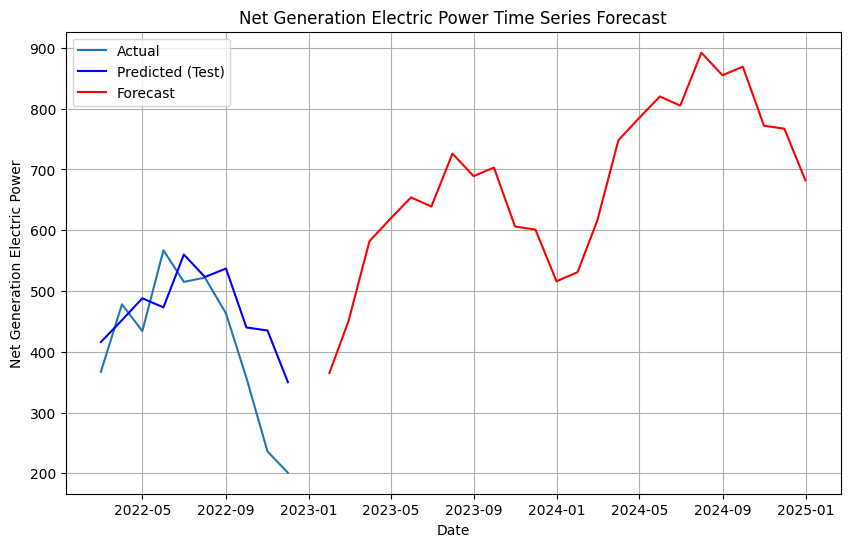 Net Generation Electric Power Time Series Forecast
Actual
Predicted (Test)
Forecast
Net Generation Electric Power
900
800
700
600
500
400
300
200
2022-05
2022-09
2023-01
2023-05
2023-09
2024-01
2024-05
2024-09
2025-01
Date